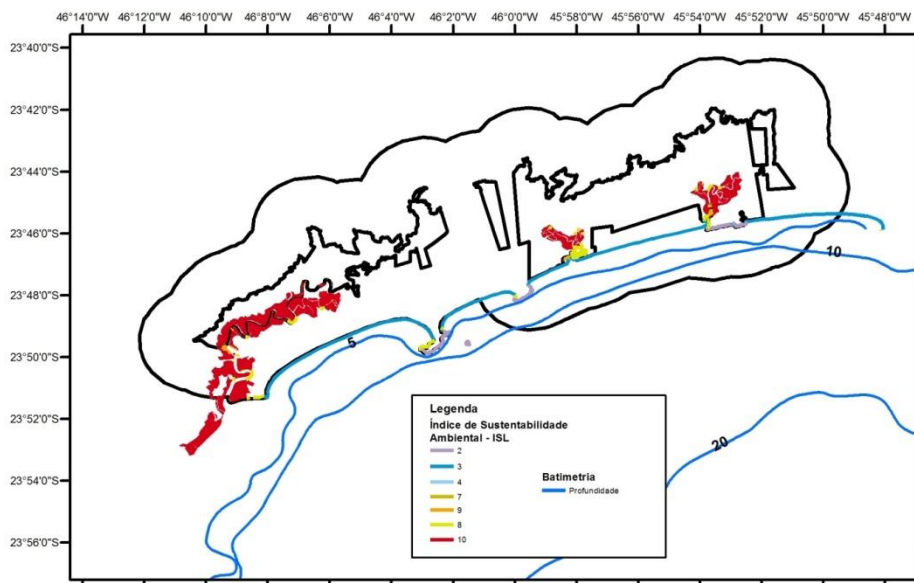 46°14'0"W 46°12'0"W 46°10'0"W 46°8'0"W 46°6'0"W 46°4'0"W 46°2'0"W 46°0'0"W 45°58'0"W 45°56'0"W 45°54'0"W 45°52'0"W 45°50'0"W 45°48'0"W
23°40'0"S
23°42'0"S
23°44'0"S
23°46'0"S
10
23°48'0"S
5
23°50'0"S
23°52'0"S
20
23°54'0"S
23°56'0"S
Legenda
Índice de Sustentabilidade
Ambiental - ISL
2
3
4
7
9
8
10
Batimetria
Profundidade